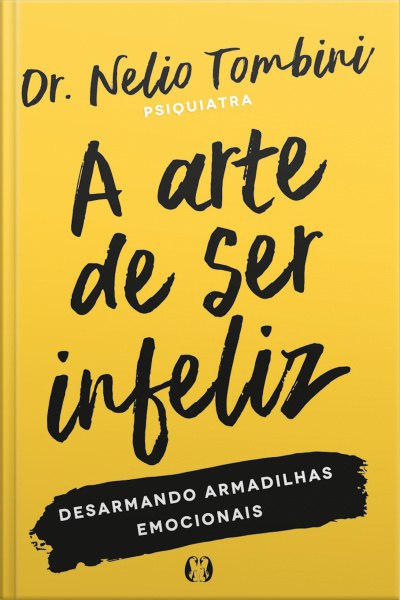 Dr. Nelio Tombini
PSIQUIATRA
A arte
de ser
infeliz
DESARMANDO ARMADILHAS
EMOCIONAIS